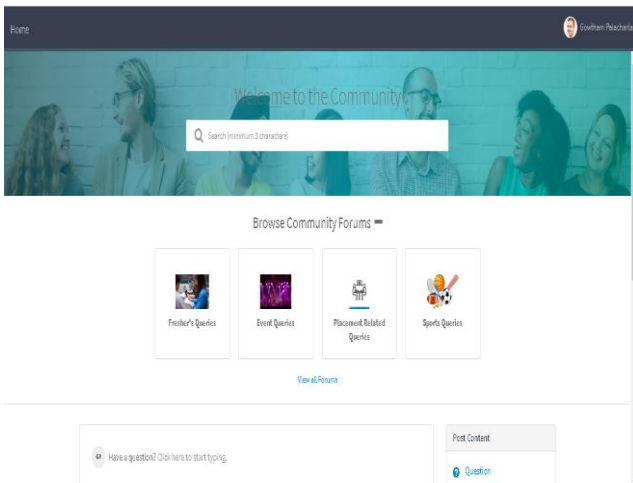 Home
Gowtham Palacharla
Welcome to the Community
Search (minimum 3 characters)
Browse Community Forums
Fresher's Queries
Event Queries
Placement Related
Queries
Sports Queries
View all Forums
Have a question? Click here to start typing.
Post Content
Question